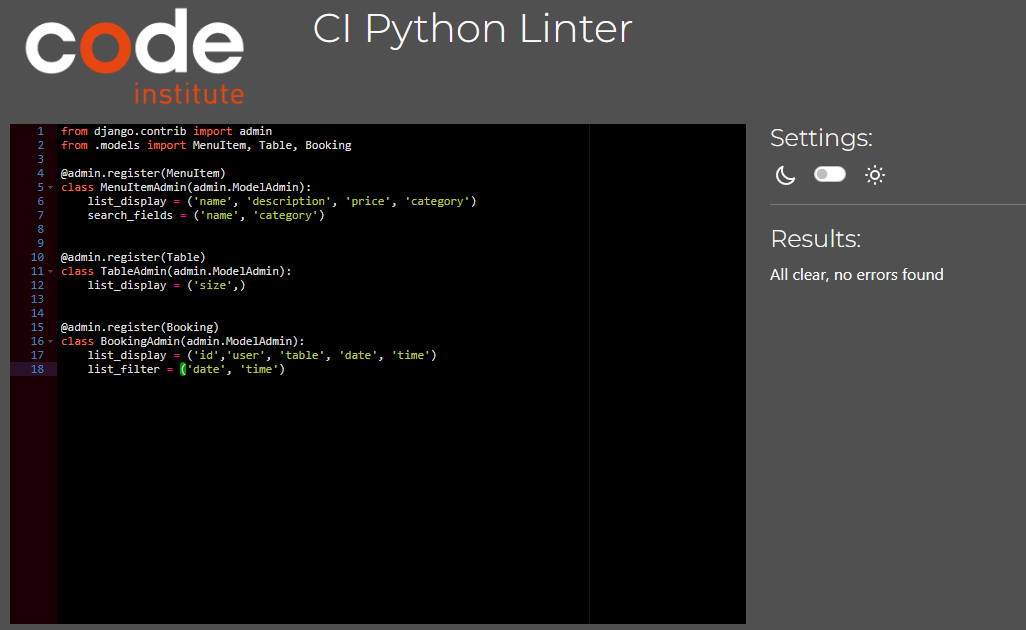 code
institute
CI Python Linter
1 from django.contrib import admin
2 from .models import MenuItem, Table, Booking
3
4 @admin.register(MenuItem)
5 class MenuItemAdmin(admin.ModelAdmin):
6     list_display = ('name', 'description', 'price', 'category')
7     search_fields = ('name', 'category')
8
9
10 @admin.register(Table)
11 class TableAdmin(admin.ModelAdmin):
12     list_display = ('size',)
13
14
15 @admin.register(Booking)
16 class BookingAdmin(admin.ModelAdmin):
17     list_display = ('id','user', 'table', 'date', 'time')
18     list_filter = ('date', 'time')
Settings:
Results:
All clear, no errors found